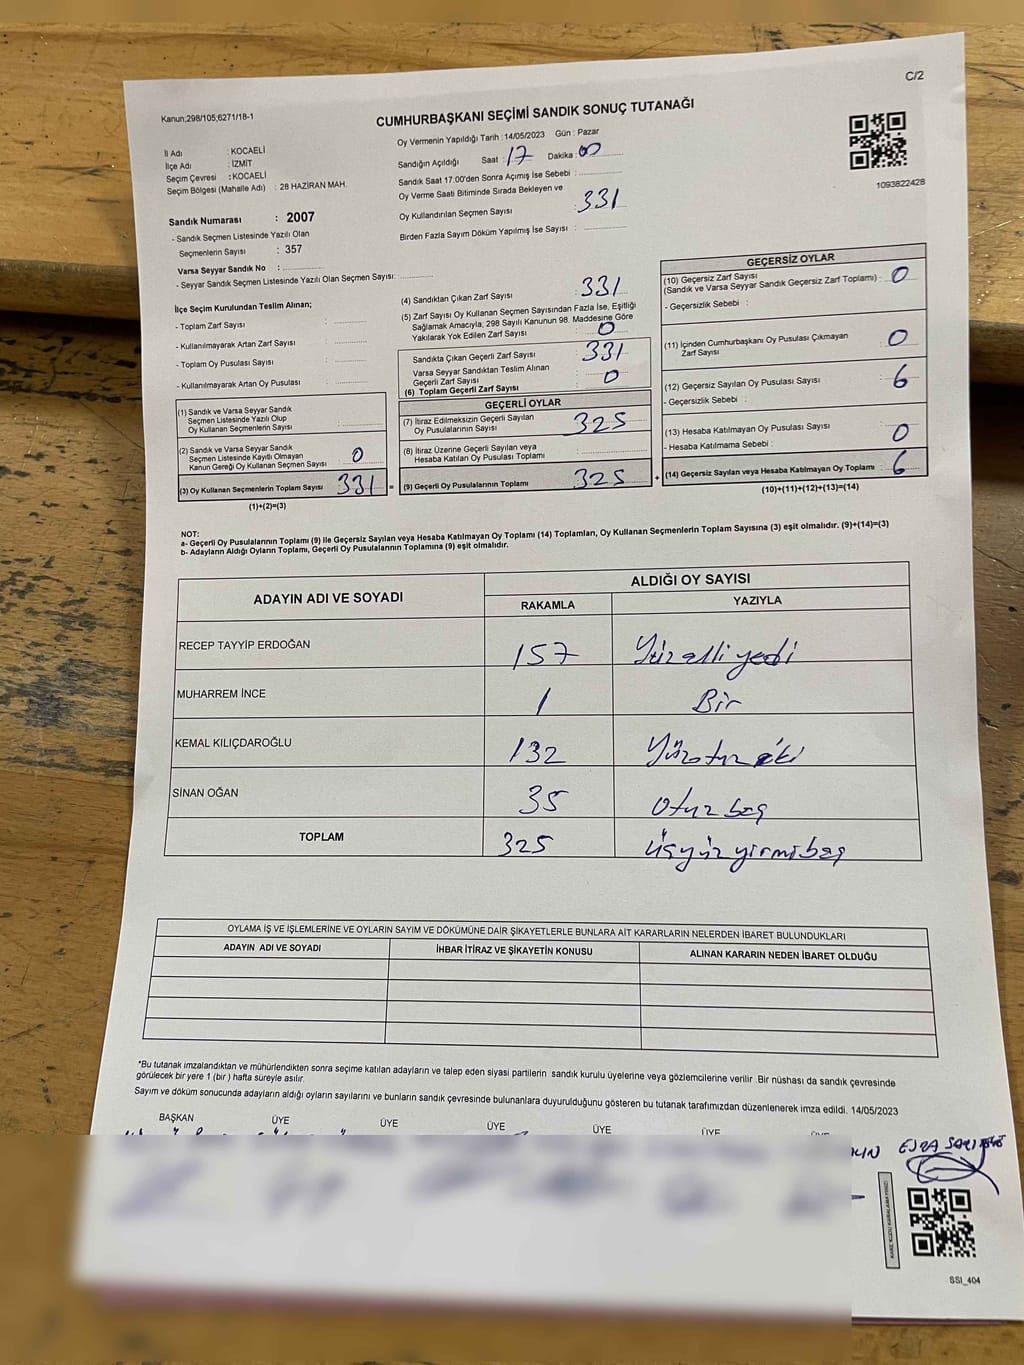 C/2
Kanun;298/105;6271/18-1
CUMHURBAŞKANI SEÇİMİ SANDIK SONUÇ TUTANAĞI
Oy Vermenin Yapıldığı Tarih : 14/05/2023 Gün : Pazar
İl Adı : KOCAELİ
İlçe Adı : İZMİT
Seçim Çevresi : KOCAELİ
Seçim Bölgesi (Mahalle Adı) : 28 HAZİRAN MAH.
Sandığın Açıldığı Saat : 17 Dakika : 00
Sandık Saat 17.00'den Sonra Açımış İse Sebebi :
Oy Verme Saati Bitiminde Sırada Bekleyen ve
Oy Kullandırılan Seçmen Sayısı : 331
Birden Fazla Sayım Döküm Yapılmış İse Sayısı :
1093822428
Sandık Numarası : 2007
- Sandık Seçmen Listesinde Yazılı Olan
Seçmenlerin Sayısı : 357
Varsa Seyyar Sandık No :
- Seyyar Sandık Seçmen Listesinde Yazılı Olan Seçmen Sayısı:
İlçe Seçim Kurulundan Teslim Alınan;
- Toplam Zarf Sayısı :
- Kullanılmayarak Artan Zarf Sayısı :
- Toplam Oy Pusulası Sayısı :
- Kullanılmayarak Artan Oy Pusulası :
(1) Sandık ve Varsa Seyyar Sandık
Seçmen Listesinde Yazılı Olup
Oy Kullanan Seçmenlerin Sayısı :
(2) Sandık ve Varsa Seyyar Sandık
Seçmen Listesinde Kayıtlı Olmayan
Kanun Gereği Oy Kullanan Seçmen Sayısı : 0
(3) Oy Kullanan Seçmenlerin Toplam Sayısı : 331 =
(1)+(2)=(3)
(4) Sandıktan Çıkan Zarf Sayısı : 331
(5) Zarf Sayısı Oy Kullanan Seçmen Sayısından Fazla İse, Eşitliği
Sağlamak Amacıyla, 298 Sayılı Kanunun 98. Maddesine Göre
Yakılarak Yok Edilen Zarf Sayısı : 0
Sandıkta Çıkan Geçerli Zarf Sayısı : 331
Varsa Seyyar Sandıktan Teslim Alınan
Geçerli Zarf Sayısı : 0
(6) Toplam Geçerli Zarf Sayısı :
GEÇERLİ OYLAR
(7) İtiraz Edilmeksizin Geçerli Sayılan
Oy Pusulalarının Sayısı : 325
(8) İtiraz Üzerine Geçerli Sayılan veya
Hesaba Katılan Oy Pusulası Toplamı :
(9) Geçerli Oy Pusulalarının Toplamı : 325 +
GEÇERSİZ OYLAR
(10) Geçersiz Zarf Sayısı
(Sandık ve Varsa Seyyar Sandık Geçersiz Zarf Toplamı) : 0
- Geçersizlik Sebebi :
(11) İçinden Cumhurbaşkanı Oy Pusulası Çıkmayan
Zarf Sayısı : 0
(12) Geçersiz Sayılan Oy Pusulası Sayısı : 6
- Geçersizlik Sebebi :
(13) Hesaba Katılmayan Oy Pusulası Sayısı : 0
- Hesaba Katılmama Sebebi :
(14) Geçersiz Sayılan veya Hesaba Katılmayan Oy Toplamı : 6
(10)+(11)+(12)+(13)=(14)
NOT:
a- Geçerli Oy Pusulalarının Toplamı (9) ile Geçersiz Sayılan veya Hesaba Katılmayan Oy Toplamı (14) Toplamları, Oy Kullanan Seçmenlerin Toplam Sayısına (3) eşit olmalıdır. (9)+(14)=(3)
b- Adayların Aldığı Oyların Toplamı, Geçerli Oy Pusulalarının Toplamına (9) eşit olmalıdır.
ADAYIN ADI VE SOYADI ALDIĞI OY SAYISI
RAKAMLA YAZIYLA
RECEP TAYYİP ERDOĞAN 157 Yüz elli yedi
MUHARREM İNCE 1 Bir
KEMAL KILIÇDAROĞLU 132 Yüzotuz iki
SİNAN OĞAN 35 Otuz beş
TOPLAM 325 üçyüz yirmi beş
OYLAMA İŞ VE İŞLEMLERİNE VE OYLARIN SAYIM VE DÖKÜMÜNE DAİR ŞİKAYETLERLE BUNLARA AİT KARARLARIN NELERDEN İBARET BULUNDUKLARI
ADAYIN ADI VE SOYADI İHBAR İTİRAZ VE ŞİKAYETİN KONUSU ALINAN KARARIN NEDEN İBARET OLDUĞU
*Bu tutanak imzalandıktan ve mühürlendikten sonra seçime katılan adayların ve talep eden siyasi partilerin sandık kurulu üyelerine veya gözlemcilerine verilir .Bir nüshası da sandık çevresinde
görülecek bir yere 1 (bir ) hafta süreyle asılır.
Sayım ve döküm sonucunda adayların aldığı oyların sayılarını ve bunların sandık çevresinde bulunanlara duyurulduğunu gösteren bu tutanak tarafımızdan düzenlenerek imza edildi. 14/05/2023
BAŞKAN ÜYE ÜYE ÜYE ÜYE ÜYE ÜYE
ESRA
KARE KODU KARALAMAYINIZ!
SSI_404